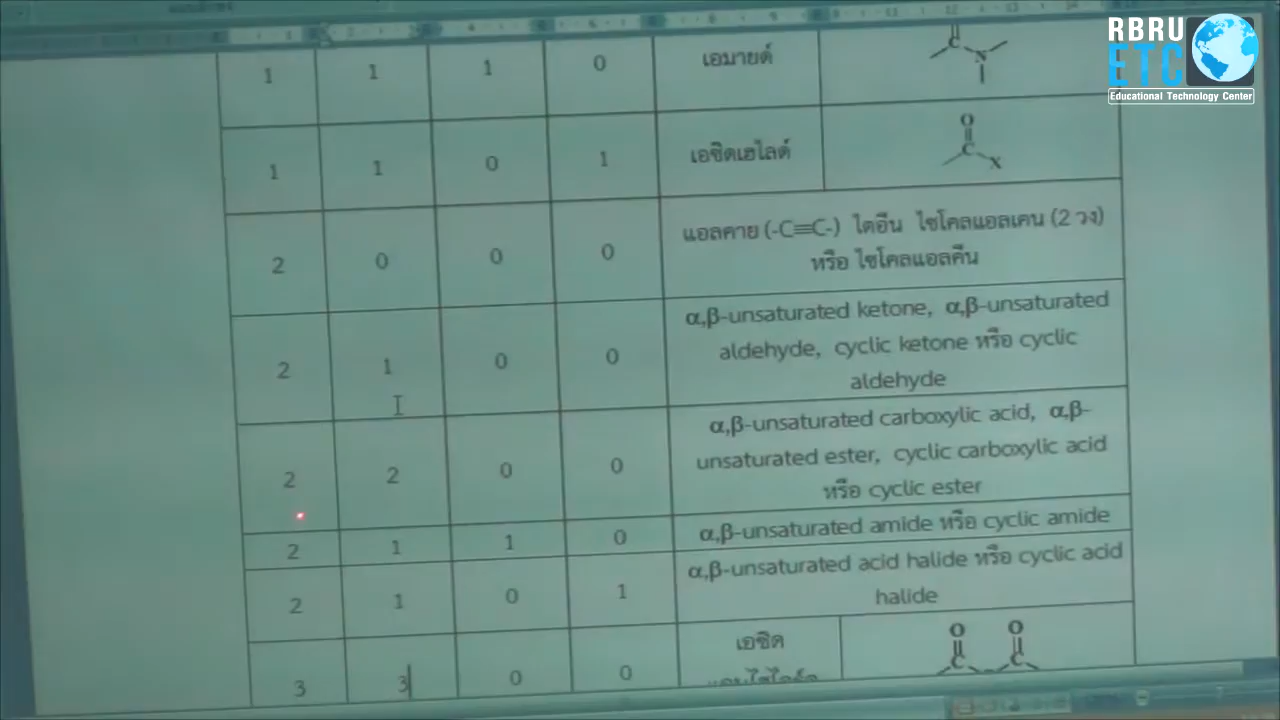 RBRU
ETC
Educational Technology Center
1 1 1 0 เอมายด์ C N
1 1 0 1 เอซิดเฮไลด์ O C X
2 0 0 0 แอลคาย (-C≡C-) ไดอีน ไซโคลแอลเคน (2 วง)
หรือ ไซโคลแอลคีน
2 1 0 0 α,β-unsaturated ketone, α,β-unsaturated
aldehyde, cyclic ketone หรือ cyclic
aldehyde
2 2 0 0 α,β-unsaturated carboxylic acid, α,β-
unsaturated ester, cyclic carboxylic acid
หรือ cyclic ester
2 1 1 0 α,β-unsaturated amide หรือ cyclic amide
2 1 0 1 α,β-unsaturated acid halide หรือ cyclic acid
halide
3 3 0 0 เอซิด O O C C